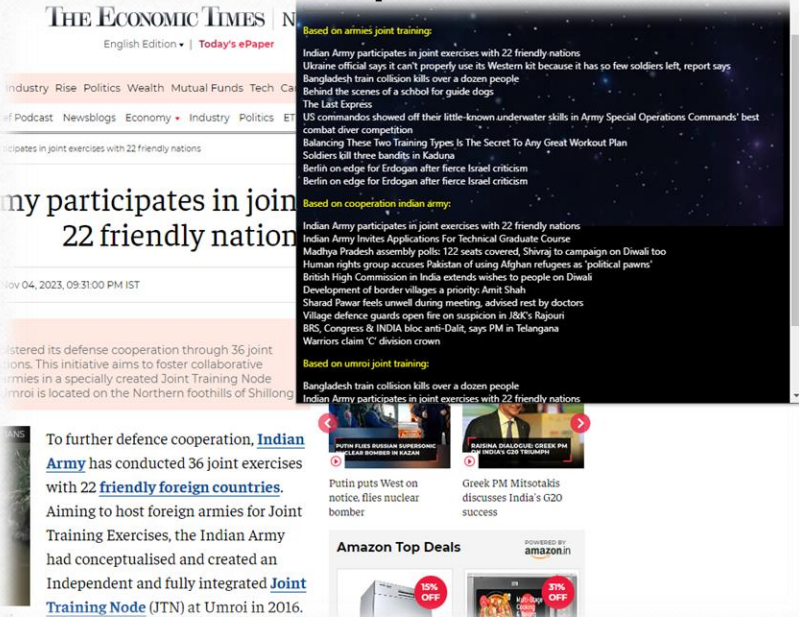 THE ECONOMIC TIMES | N
English Edition | Today's ePaper
ndustry Rise Politics Wealth Mutual Funds Tech Ca
ef Podcast Newsblogs Economy Industry Politics ET
icipates in joint exercises with 22 friendly nations
my participates in join
22 friendly nation
Nov 04, 2023, 09:31:00 PM IST
lstered its defense cooperation through 36 joint
ions. This initiative aims to foster collaborative
armies in a specially created Joint Training Node
Umroi is located on the Northern foothills of Shillong
IANS
To further defence cooperation, Indian
Army has conducted 36 joint exercises
with 22 friendly foreign countries.
Aiming to host foreign armies for Joint
Training Exercises, the Indian Army
had conceptualised and created an
Independent and fully integrated Joint
Training Node (JTN) at Umroi in 2016.
Based on armies joint training:
Indian Army participates in joint exercises with 22 friendly nations
Ukraine official says it can't properly use its Western kit because it has so few soldiers left, report says
Bangladesh train collision kills over a dozen people
Behind the scenes of a school for guide dogs
The Last Express
US commandos showed off their little-known underwater skills in Army Special Operations Commands' best
combat diver competition
Balancing These Two Training Types Is The Secret To Any Great Workout Plan
Soldiers kill three bandits in Kaduna
Berlin on edge for Erdogan after fierce Israel criticism
Berlin on edge for Erdogan after fierce Israel criticism
Based on cooperation indian army:
Indian Army participates in joint exercises with 22 friendly nations
Indian Army Invites Applications For Technical Graduate Course
Madhya Pradesh assembly polls: 122 seats covered, Shivraj to campaign on Diwali too
Human rights group accuses Pakistan of using Afghan refugees as 'political pawns'
British High Commission in India extends wishes to people on Diwali
Development of border villages a priority: Amit Shah
Sharad Pawar feels unwell during meeting, advised rest by doctors
Village defence guards open fire on suspicion in J&K's Rajouri
BRS, Congress & INDIA bloc anti-Dalit, says PM in Telangana
Warriors claim 'C' division crown
Based on umroi joint training:
Bangladesh train collision kills over a dozen people
Indian Army participates in joint exercises with 22 friendly nations
PUTIN FLIES RUSSIAN SUPERSONIC
NUCLEAR BOMBER IN KAZAN
RAISINA DIALOGUE: GREEK PM
ON INDIA'S G20 TRIUMPH
Putin puts West on
notice, flies nuclear
bomber
Greek PM Mitsotakis
discusses India's G20
success
Amazon Top Deals
POWERED BY
amazon.in
15%
OFF
31%
OFF
Multi-Stage
Cooking